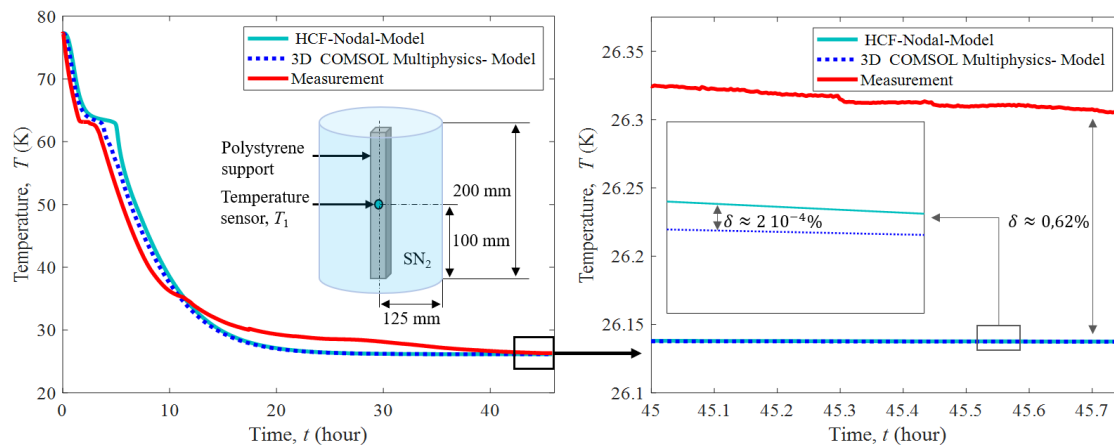 80
70
60
50
40
30
20
0
10
20
30
40
Temperature, T (K)
Time, t (hour)
HCF-Nodal-Model
3D COMSOL Multiphysics- Model
Measurement
Polystyrene
support
Temperature
sensor, T₁
200 mm
100 mm
SN₂
125 mm
26.35
26.3
26.25
26.2
26.15
26.1
45
45.1
45.2
45.3
45.4
45.5
45.6
45.7
Temperature, T (K)
Time, t (hour)
HCF-Nodal-Model
3D COMSOL Multiphysics- Model
Measurement
δ ≈ 2 10⁻⁴%
δ ≈ 0,62%